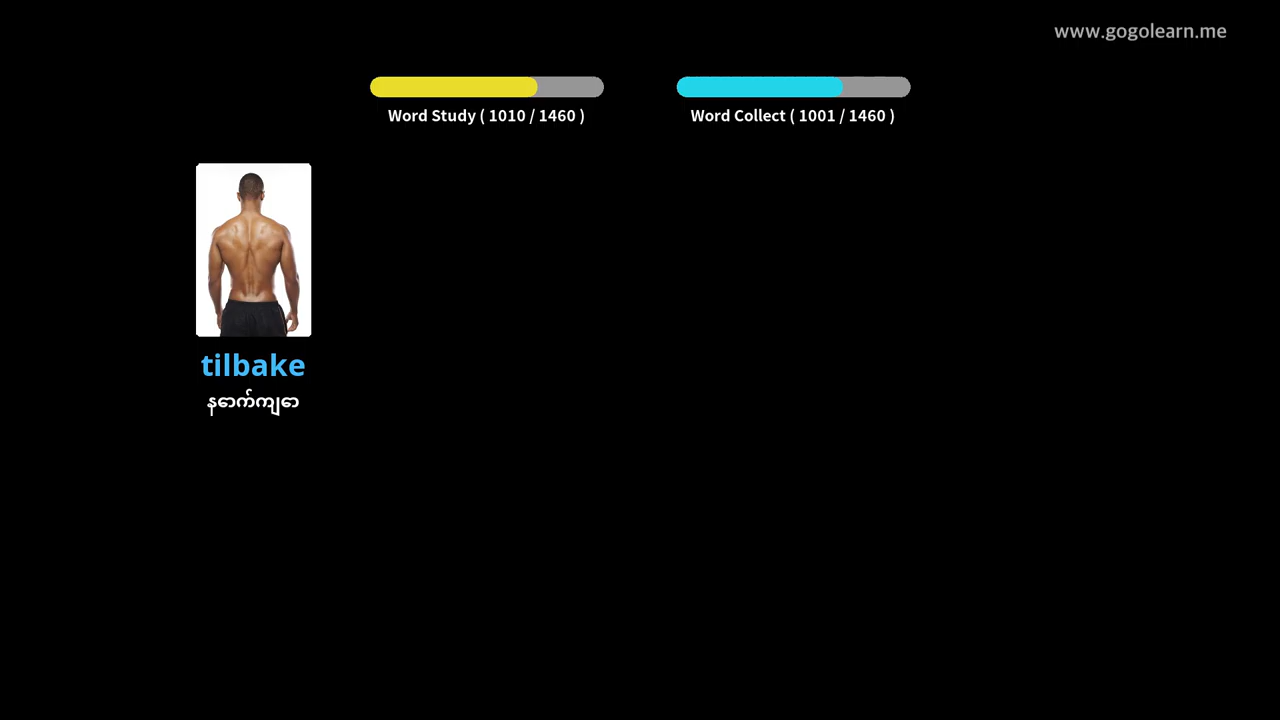 www.gogolearn.me
Word Study ( 1010 / 1460 )
Word Collect ( 1001 / 1460 )
tilbake
နောက်ကျော